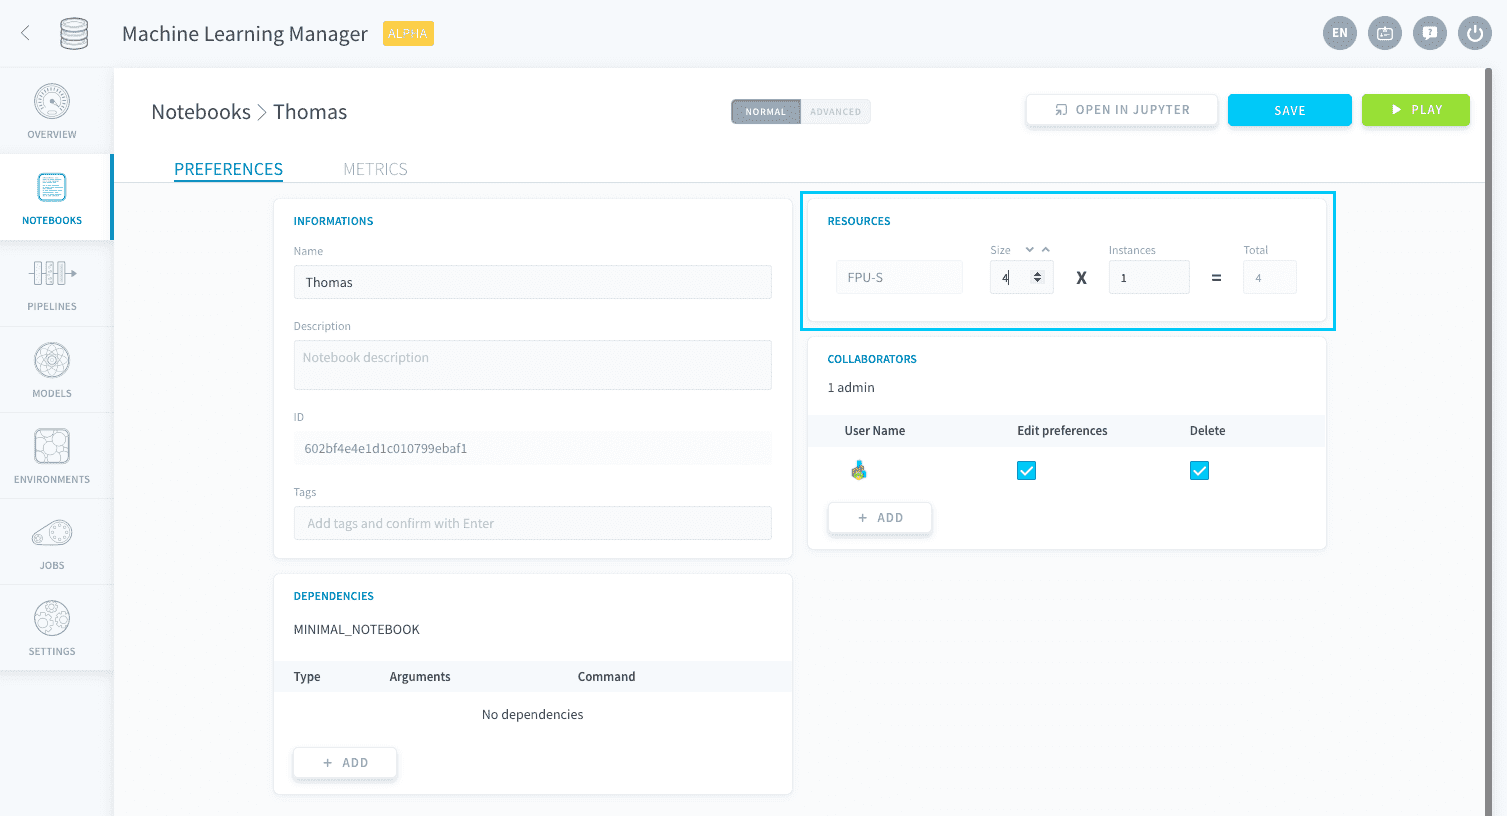 Machine Learning Manager ALPHA
EN
OVERVIEW
NOTEBOOKS
PIPELINES
MODELS
ENVIRONMENTS
JOBS
SETTINGS
Notebooks > Thomas
NORMAL ADVANCED
OPEN IN JUPYTER
SAVE
PLAY
PREFERENCES METRICS
INFORMATIONS
Name
Thomas
Description
Notebook description
ID
602bf4e4e1d1c010799ebaf1
Tags
Add tags and confirm with Enter
DEPENDENCIES
MINIMAL_NOTEBOOK
Type Arguments Command
No dependencies
+ ADD
RESOURCES
Size Instances Total
FPU-S 4 X 1 = 4
COLLABORATORS
1 admin
User Name Edit preferences Delete
+ ADD